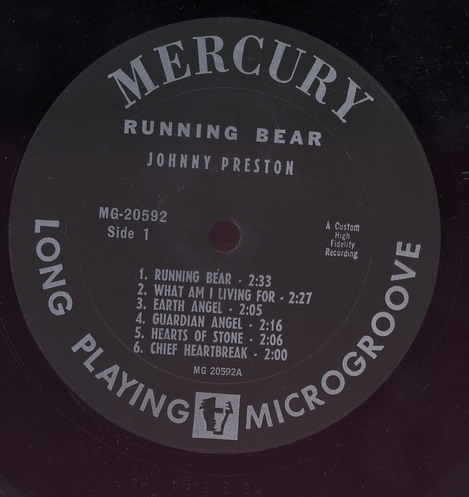 MERCURY
RUNNING BEAR
JOHNNY PRESTON
MG-20592
Side 1
A Custom
High
Fidelity
Recording
1. RUNNING BEAR - 2:33
2. WHAT AM I LIVING FOR - 2:27
3. EARTH ANGEL - 2:05
4. GUARDIAN ANGEL - 2:16
5. HEARTS OF STONE - 2:06
6. CHIEF HEARTBREAK - 2:00
MG 20592A
LONG PLAYING MICROGROOVE